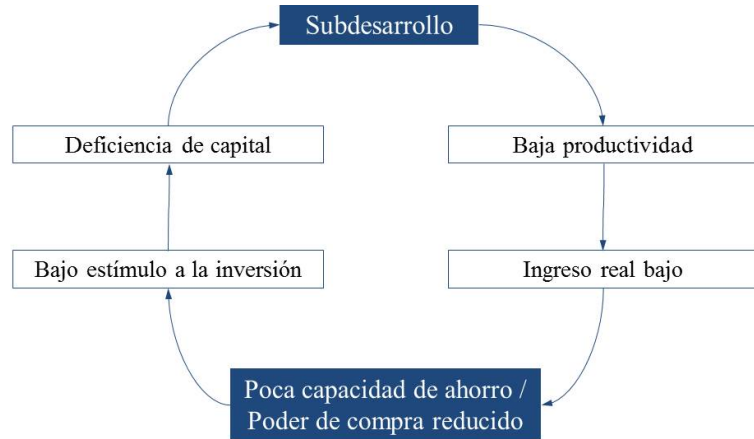 Subdesarrollo
Deficiencia de capital
Baja productividad
Bajo estímulo a la inversión
Ingreso real bajo
Poca capacidad de ahorro /
Poder de compra reducido